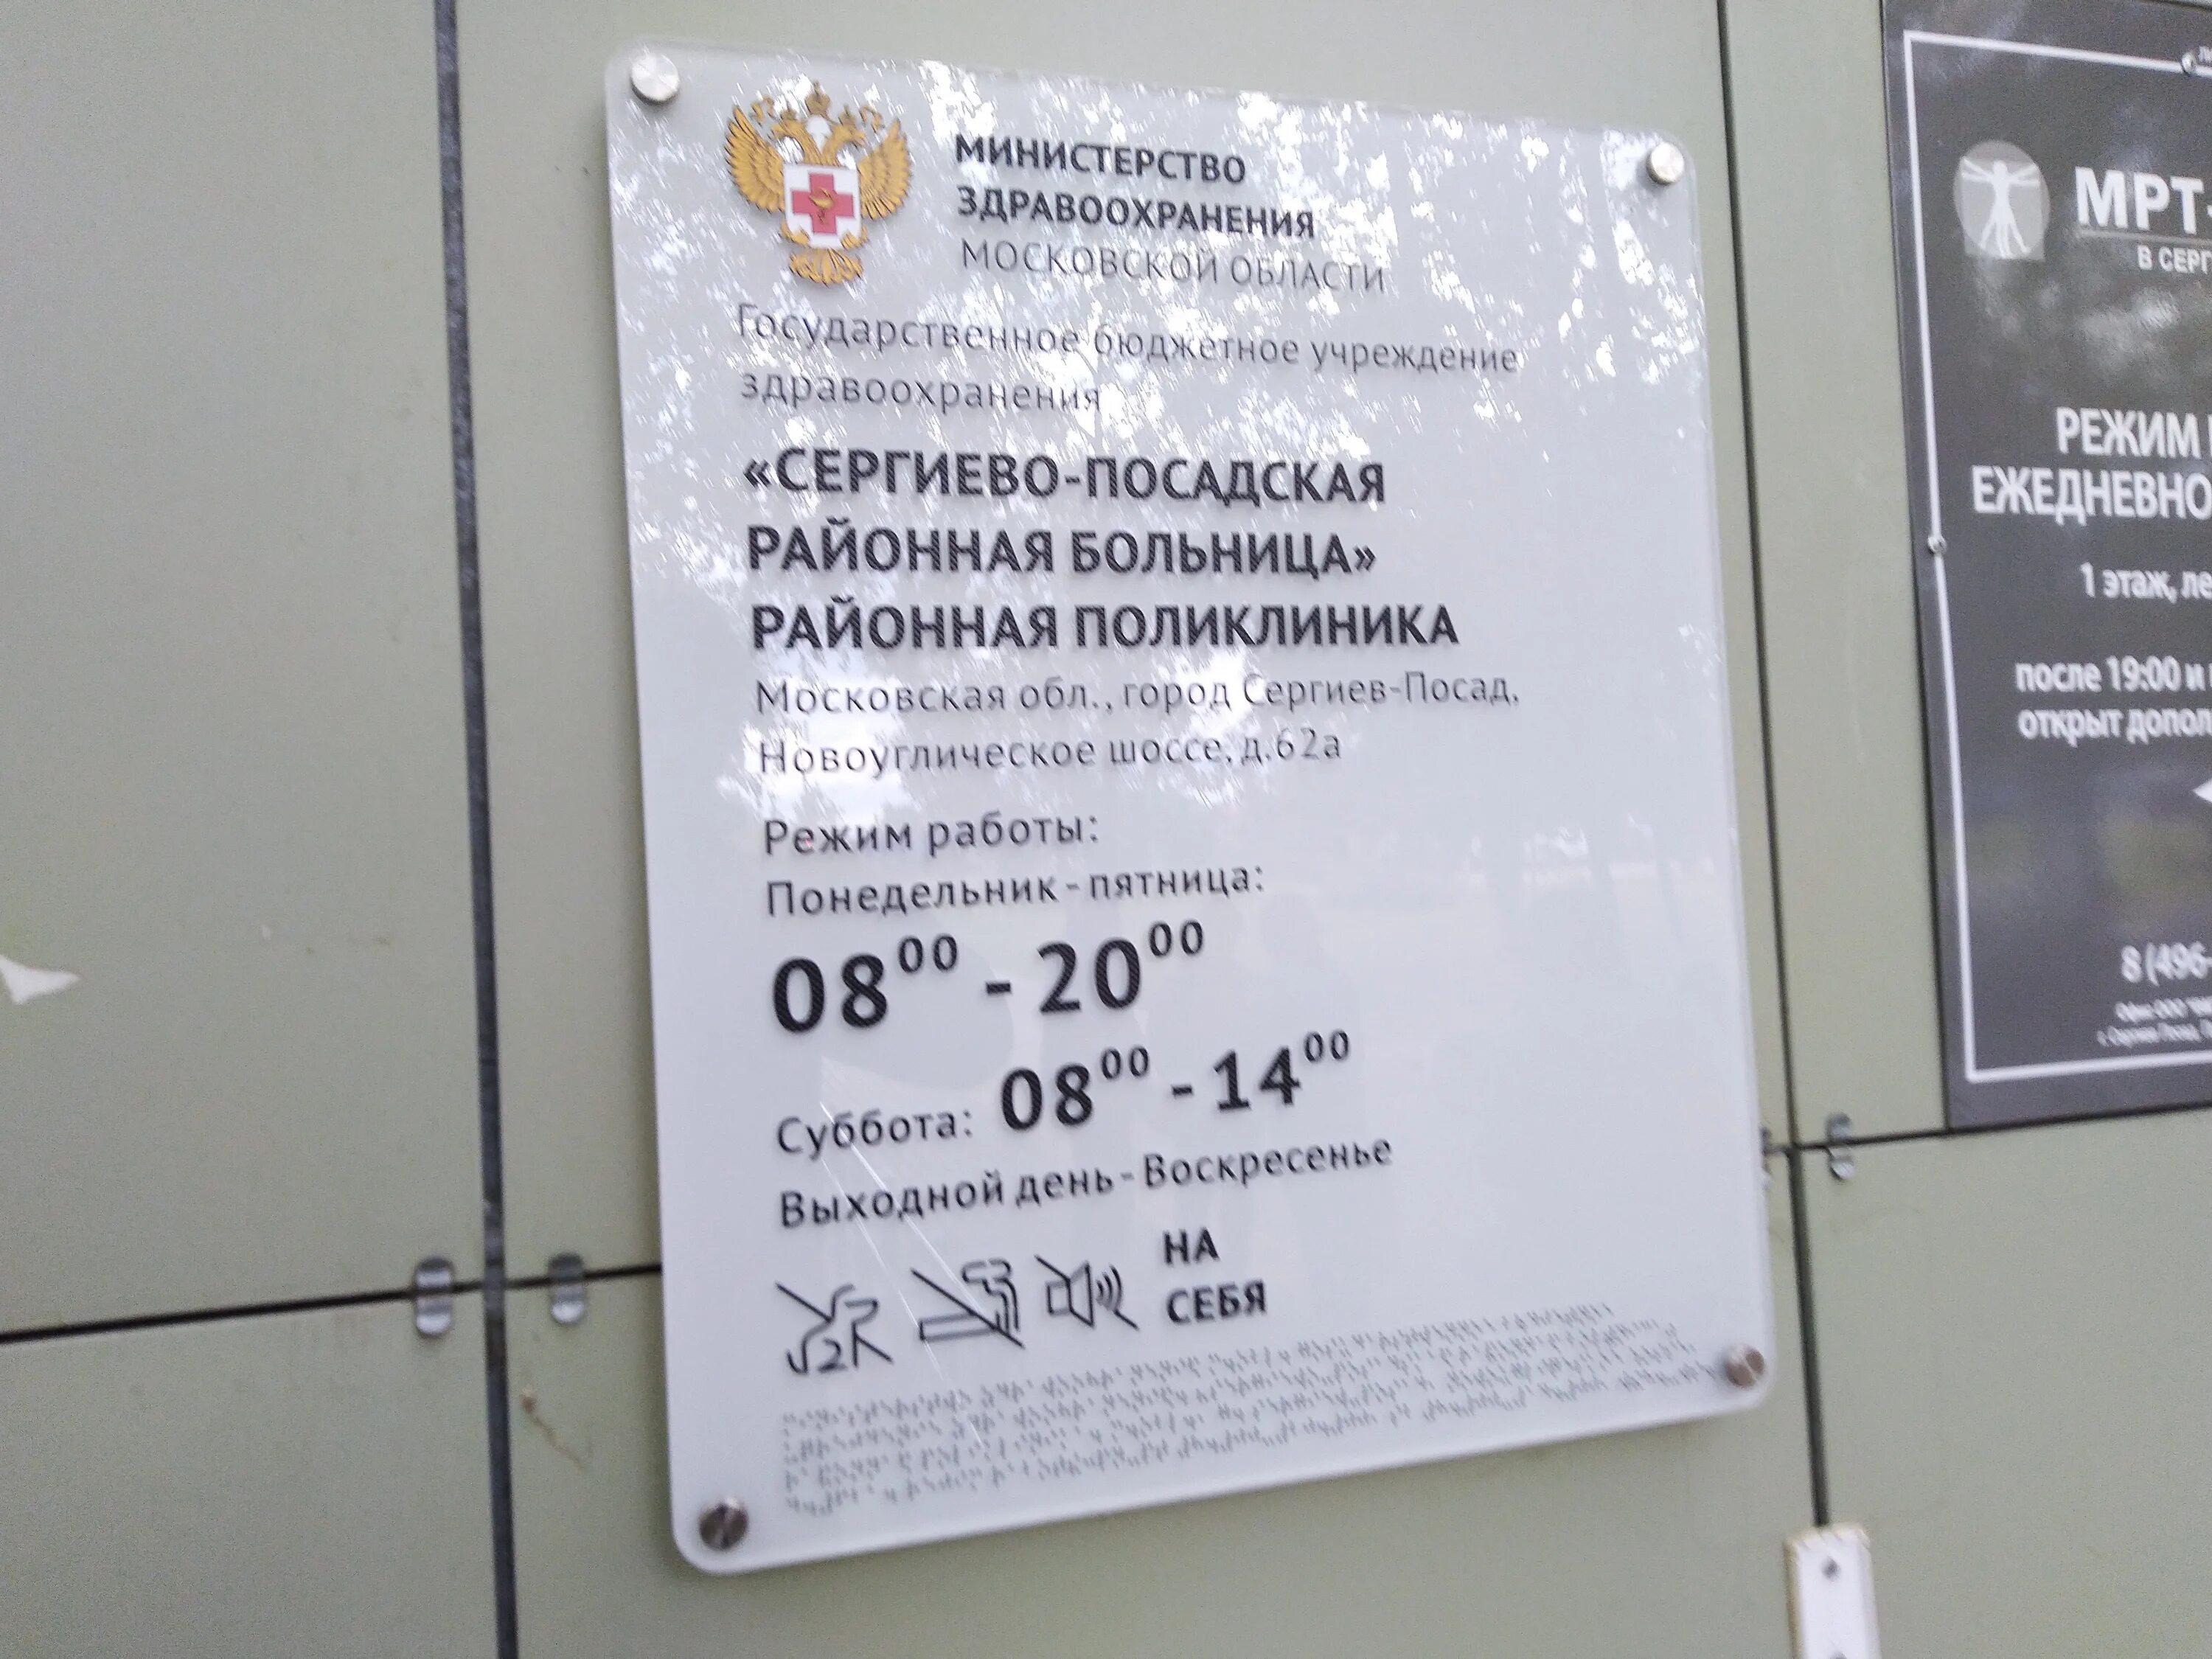 МИНИСТЕРСТВО
ЗДРАВООХРАНЕНИЯ
МОСКОВСКОЙ ОБЛАСТИ
Государственное бюджетное учреждение
здравоохранения
«СЕРГИЕВО-ПОСАДСКАЯ
РАЙОННАЯ БОЛЬНИЦА»
РАЙОННАЯ ПОЛИКЛИНИКА
Московская обл., город Сергиев-Посад,
Новоуглическое шоссе, д.62а
Режим работы:
Понедельник - пятница:
08⁰⁰ - 20⁰⁰
Суббота: 08⁰⁰ - 14⁰⁰
Выходной день - Воскресенье
НА
СЕБЯ
МРТ-
В СЕРГ
РЕЖИМ
ЕЖЕДНЕВНО
1 этаж, ле
после 19:00 и
открыт допол
8 (496-